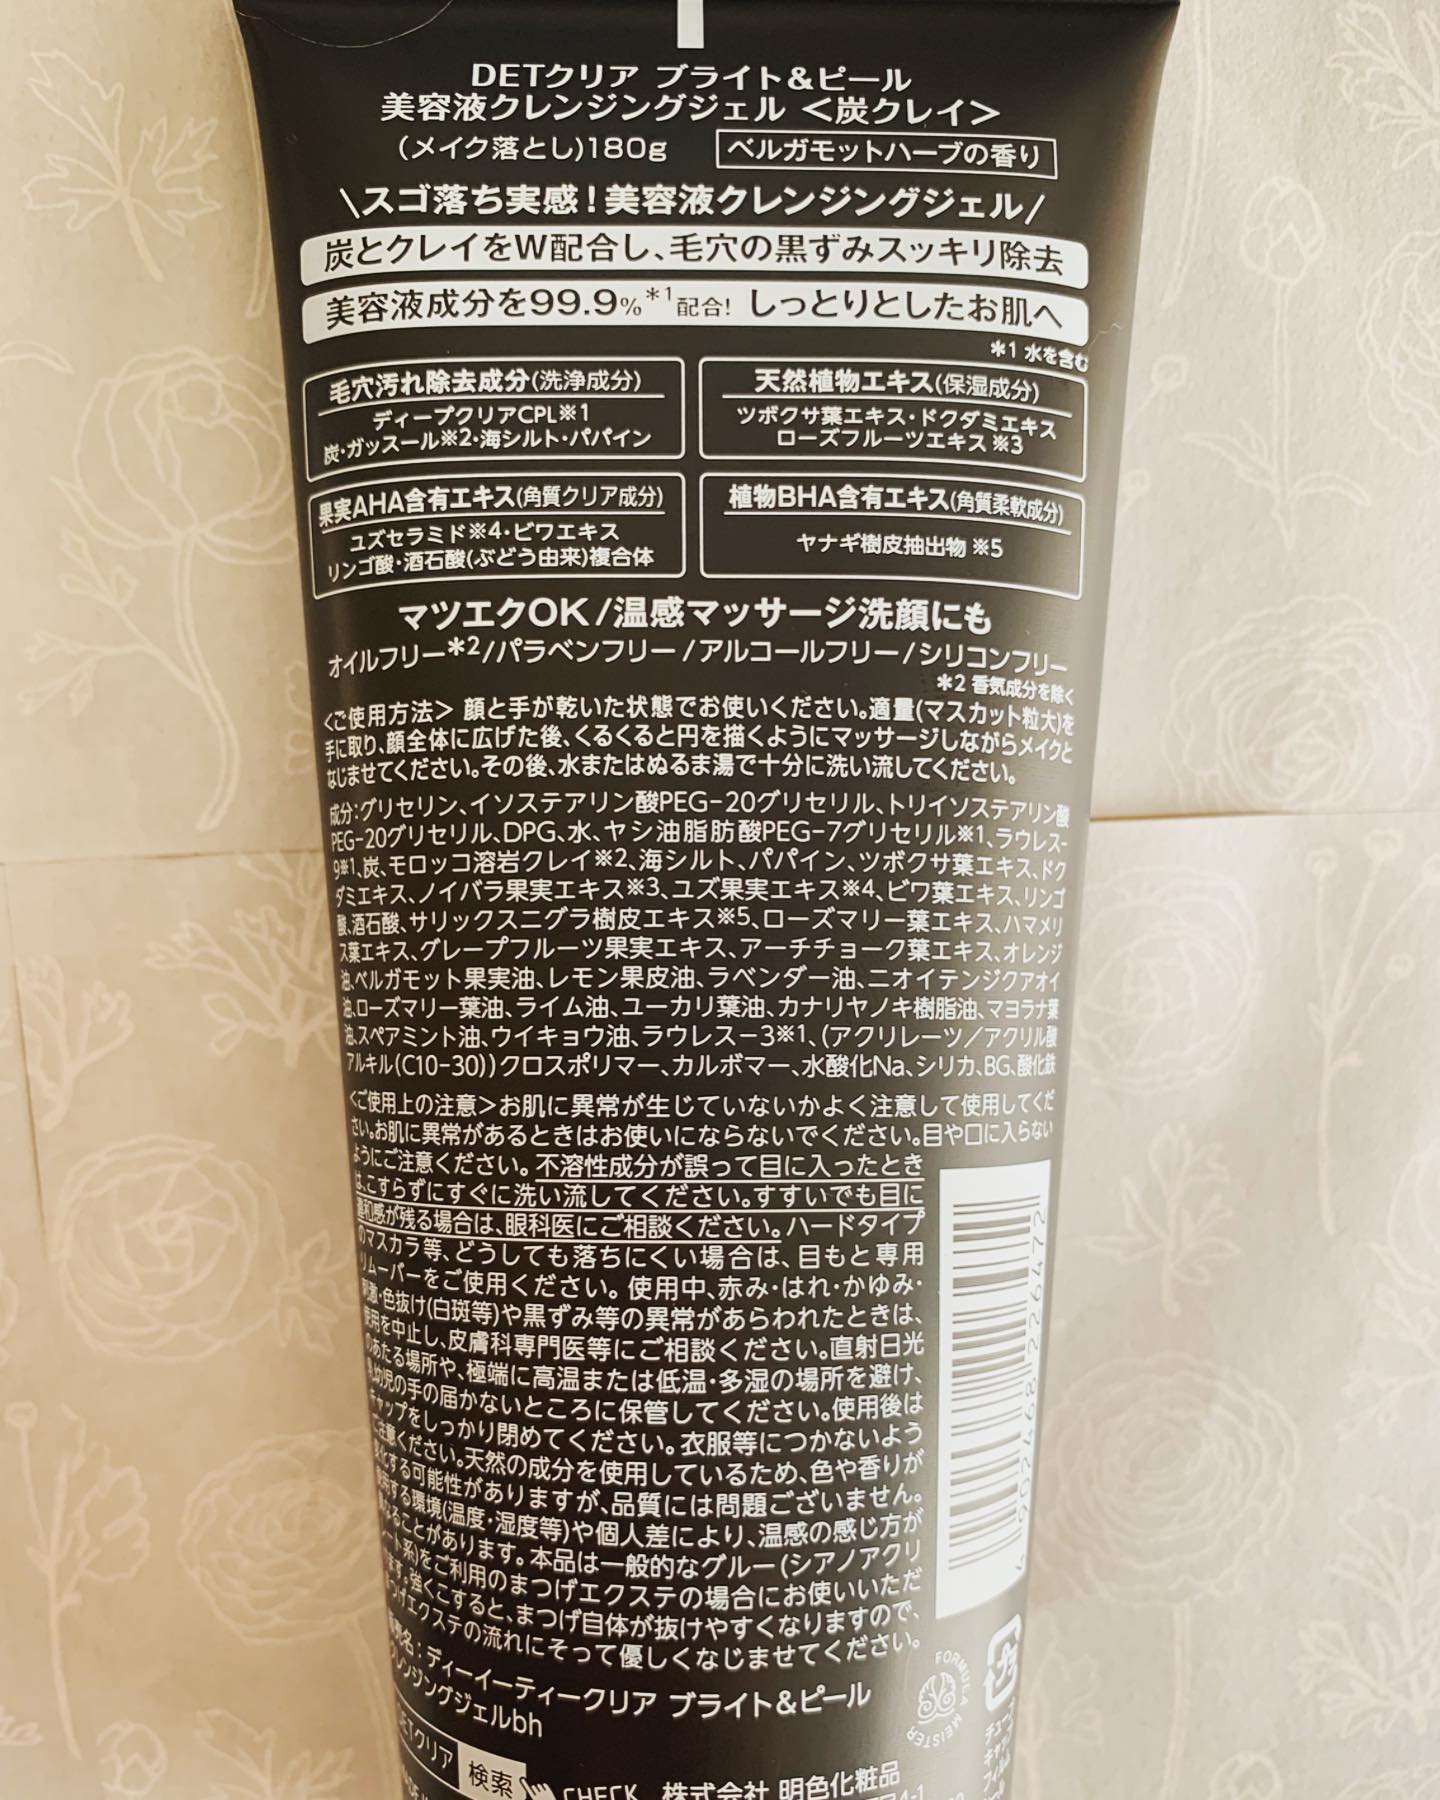 DETクリア ブライト&ピール
美容液クレンジングジェル <炭クレイ>
(メイク落とし)180g ベルガモットハーブの香り
\スゴ落ち実感!美容液クレンジングジェル/
炭とクレイをW配合し、毛穴の黒ずみスッキリ除去
美容液成分を99.9%*1配合! しっとりとしたお肌へ
*1 水を含む
毛穴汚れ除去成分(洗浄成分)
ディープクリアCPL※1
炭・ガッスール※2・海シルト・パパイン
天然植物エキス(保湿成分)
ツボクサ葉エキス・ドクダミエキス
ローズフルーツエキス※3
果実AHA含有エキス(角質クリア成分)
ユズセラミド※4・ビワエキス
リンゴ酸・酒石酸(ぶどう由来)複合体
植物BHA含有エキス(角質柔軟成分)
ヤナギ樹皮抽出物 ※5
マツエクOK/温感マッサージ洗顔にも
オイルフリー*2/パラベンフリー/アルコールフリー/シリコンフリー
*2 香気成分を除く
<ご使用方法> 顔と手が乾いた状態でお使いください。適量(マスカット粒大)を
手に取り、顔全体に広げた後、くるくると円を描くようにマッサージしながらメイクと
なじませてください。その後、水またはぬるま湯で十分に洗い流してください。
成分:グリセリン、イソステアリン酸PEG-20グリセリル、トリイソステアリン酸
PEG-20グリセリル、DPG、水、ヤシ油脂肪酸PEG-7グリセリル※1、ラウレス-
9※1、炭、モロッコ溶岩クレイ※2、海シルト、パパイン、ツボクサ葉エキス、ドク
ダミエキス、ノイバラ果実エキス※3、ユズ果実エキス※4、ビワ葉エキス、リンゴ
酸、酒石酸、サリックスニグラ樹皮エキス※5、ローズマリー葉エキス、ハマメリ
ス葉エキス、グレープフルーツ果実エキス、アーチチョーク葉エキス、オレンジ
油、ベルガモット果実油、レモン果皮油、ラベンダー油、ニオイテンジクアオイ
油、ローズマリー葉油、ライム油、ユーカリ葉油、カナリヤノキ樹脂油、マヨラナ葉
油、スペアミント油、ウイキョウ油、ラウレス-3※1、(アクリレーツ/アクリル酸
アルキル(C10-30))クロスポリマー、カルボマー、水酸化Na、シリカ、BG、酸化鉄
<ご使用上の注意>お肌に異常が生じていないかよく注意して使用してくだ
さい。お肌に異常があるときはお使いにならないでください。目や口に入らない
ようにご注意ください。不溶性成分が誤って目に入ったとき
は、こすらずにすぐに洗い流してください。すすいでも目に
違和感が残る場合は、眼科医にご相談ください。ハードタイプ
のマスカラ等、どうしても落ちにくい場合は、目もと専用
リムーバーをご使用ください。使用中、赤み・はれ・かゆみ・
刺激・色抜け(白斑等)や黒ずみ等の異常があらわれたときは、
使用を中止し、皮膚科専門医等にご相談ください。直射日光
のあたる場所や、極端に高温または低温・多湿の場所を避け、
乳幼児の手の届かないところに保管してください。使用後は
キャップをしっかり閉めてください。衣服等につかないよう
ご注意ください。天然の成分を使用しているため、色や香りが
変化する可能性がありますが、品質には問題ございません。
使用する環境(温度・湿度等)や個人差により、温感の感じ方が
異なることがあります。本品は一般的なグルー(シアノアクリ
レート系)をご利用のまつげエクステの場合にお使いいただ
けます。強くこすると、まつげ自体が抜けやすくなりますので、
まつげエクステの流れにそって優しくなじませてください。
販売名:ディーイーティークリア ブライト&ピール
クレンジングジェルbh
DETクリア 検索 CHECK 株式会社 明色化粧品
4 902468 226472
FORMULA MEISTER